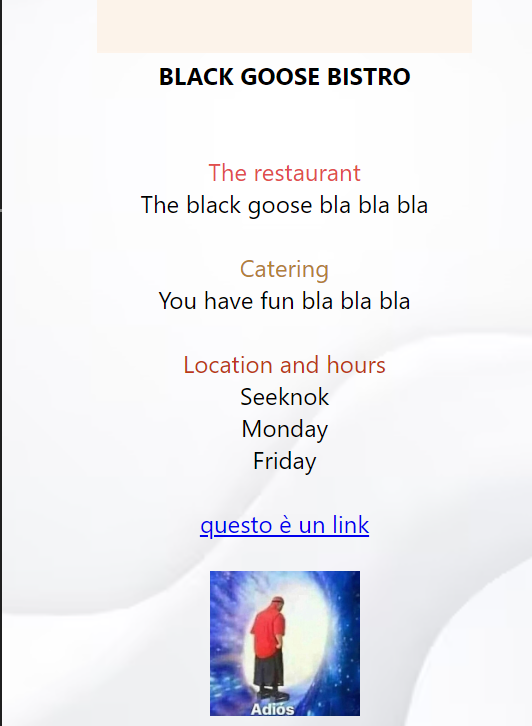 BLACK GOOSE BISTRO
The restaurant
The black goose bla bla bla
Catering
You have fun bla bla bla
Location and hours
Seeknok
Monday
Friday
questo è un link
Adiós